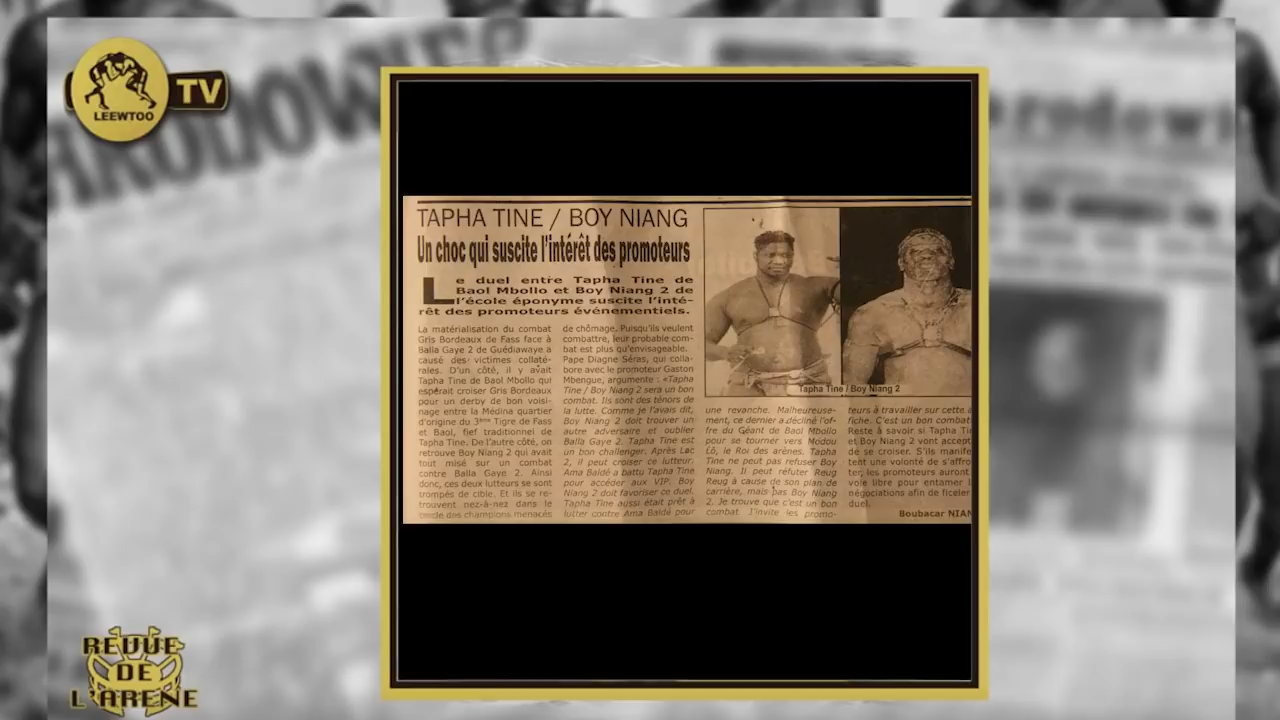 LEEWTOO
TV
TAPHA TINE / BOY NIANG
Un choc qui suscite l'intérêt des promoteurs
Le duel entre Tapha Tine de
Baol Mbollo et Boy Niang 2 de
l'école éponyme suscite l'inté-
rêt des promoteurs événementiels.
La matérialisation du combat
Gris Bordeaux de Fass face à
Balla Gaye 2 de Guédiawaye a
causé des victimes collaté-
rales. D'un côté, il y avait
Tapha Tine de Baol Mbollo qui
espérait croiser Gris Bordeaux
pour un derby de bon voisi-
nage entre la Médina quartier
d'origine du 3ème Tigre de Fass
et Baol, fief traditionnel de
Tapha Tine. De l'autre côté, on
retrouve Boy Niang 2 qui avait
tout misé sur un combat
contre Balla Gaye 2. Ainsi
donc, ces deux lutteurs se sont
trompés de cible. Et ils se re-
trouvent nez-à-nez dans le
cercle des champions menacés
de chômage. Puisqu'ils veulent
combattre, leur probable com-
bat est plus qu'envisageable.
Pape Diagne Séras, qui colla-
bore avec le promoteur Gaston
Mbengue, argumente : «Tapha
Tine / Boy Niang 2 sera un bon
combat. Ils sont des ténors de
la lutte. Comme je l'avais dit,
Boy Niang 2 doit trouver un
autre adversaire et oublier
Balla Gaye 2. Tapha Tine est
un bon challenger. Après Lac
2, il peut croiser ce lutteur.
Ama Baldé a battu Tapha Tine
pour accéder aux VIP. Boy
Niang 2 doit favoriser ce duel.
Tapha Tine aussi était prêt à
lutter contre Ama Baldé pour
Tapha Tine / Boy Niang 2
une revanche. Malheureuse-
ment, ce dernier a décliné l'of-
fre du Géant de Baol Mbollo
pour se tourner vers Modou
Lô, le Roi des arènes. Tapha
Tine ne peut pas refuser Boy
Niang. Il peut réfuter Reug
Reug à cause de son plan de
carrière, mais pas Boy Niang
2. Je trouve que c'est un bon
combat. J'invite les promo-
teurs à travailler sur cette a
fiche. C'est un bon combat
Reste à savoir si Tapha Ti
et Boy Niang 2 vont accept
de se croiser. S'ils manife
tent une volonté de s'affro
ter, les promoteurs auront
voie libre pour entamer l
négociations afin de ficeler
duel.
Boubacar NIAN
REVUE
DE
L'ARENE